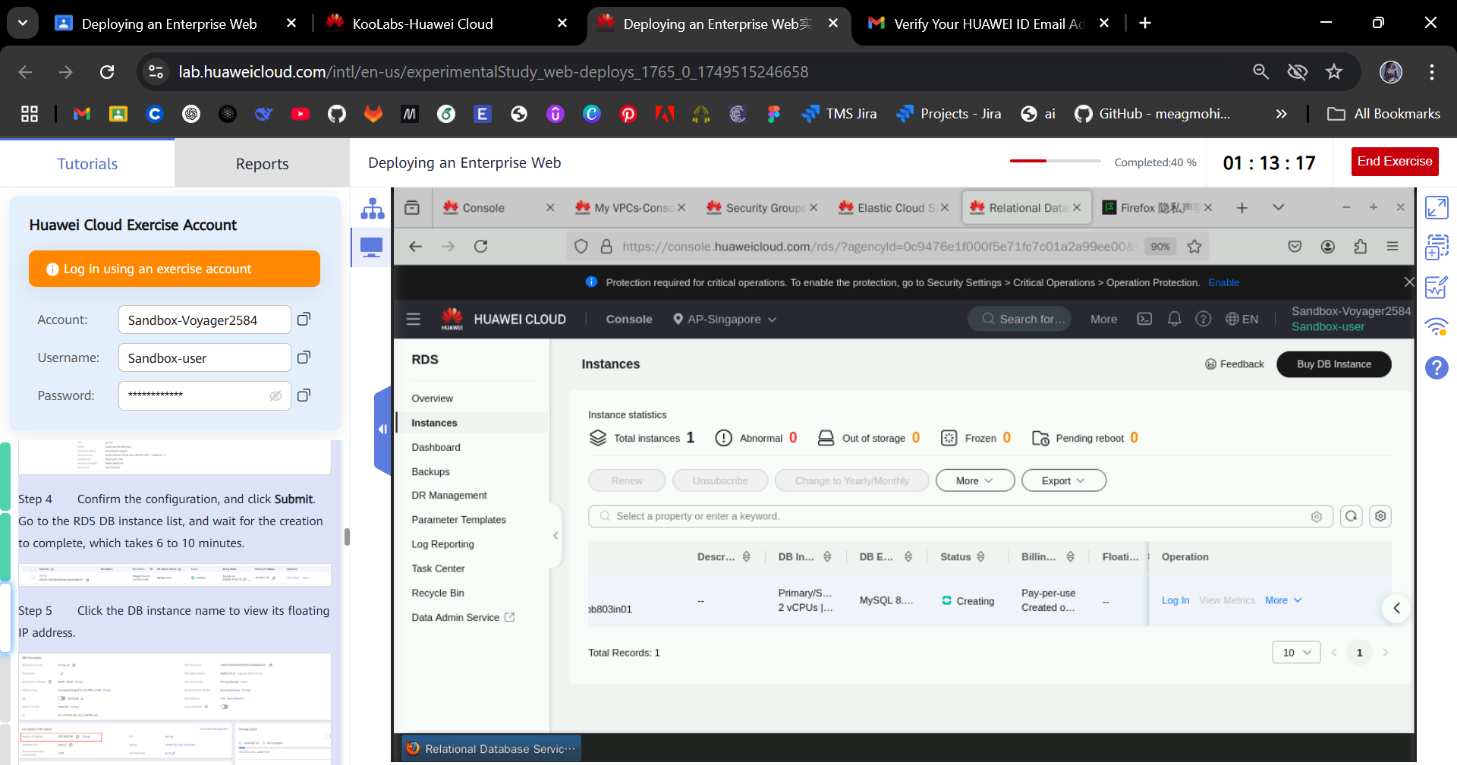 Deploying an Enterprise Web
KooLabs-Huawei Cloud
Deploying an Enterprise Web实
Verify Your HUAWEI ID Email Ad
lab.huaweicloud.com/intl/en-us/experimentalStudy_web-deploys_1765_0_1749515246658
TMS Jira
Projects - Jira
ai
GitHub - meagmohi...
All Bookmarks
Tutorials
Reports
Deploying an Enterprise Web
Completed:40 %
01 : 13 : 17
End Exercise
Huawei Cloud Exercise Account
Log in using an exercise account
Account:
Sandbox-Voyager2584
Username:
Sandbox-user
Password:
************
Step 4 Confirm the configuration, and click Submit.
Go to the RDS DB instance list, and wait for the creation
to complete, which takes 6 to 10 minutes.
Step 5 Click the DB instance name to view its floating
IP address.
Console
My VPCs-Conso
Security Groups
Elastic Cloud S
Relational Data
Firefox 隐私声
https://console.huaweicloud.com/rds/?agencyId=0c9476e1f000f5e71fc7c01a2a99ee00&
90%
Protection required for critical operations. To enable the protection, go to Security Settings > Critical Operations > Operation Protection. Enable
HUAWEI
HUAWEI CLOUD
Console
AP-Singapore
Search for...
More
EN
Sandbox-Voyager2584
Sandbox-user
RDS
Overview
Instances
Dashboard
Backups
DR Management
Parameter Templates
Log Reporting
Task Center
Recycle Bin
Data Admin Service
Instances
Feedback
Buy DB Instance
Instance statistics
Total instances 1
Abnormal 0
Out of storage 0
Frozen 0
Pending reboot 0
Renew
Unsubscribe
Change to Yearly/Monthly
More
Export
Select a property or enter a keyword.
Descr...
DB In...
DB E...
Status
Billin...
Floati...
Operation
b803in01
--
Primary/S...
2 vCPUs |...
MySQL 8....
Creating
Pay-per-use
Created o...
--
Log In
View Metrics
More
Total Records: 1
10
1
Relational Database Servic···